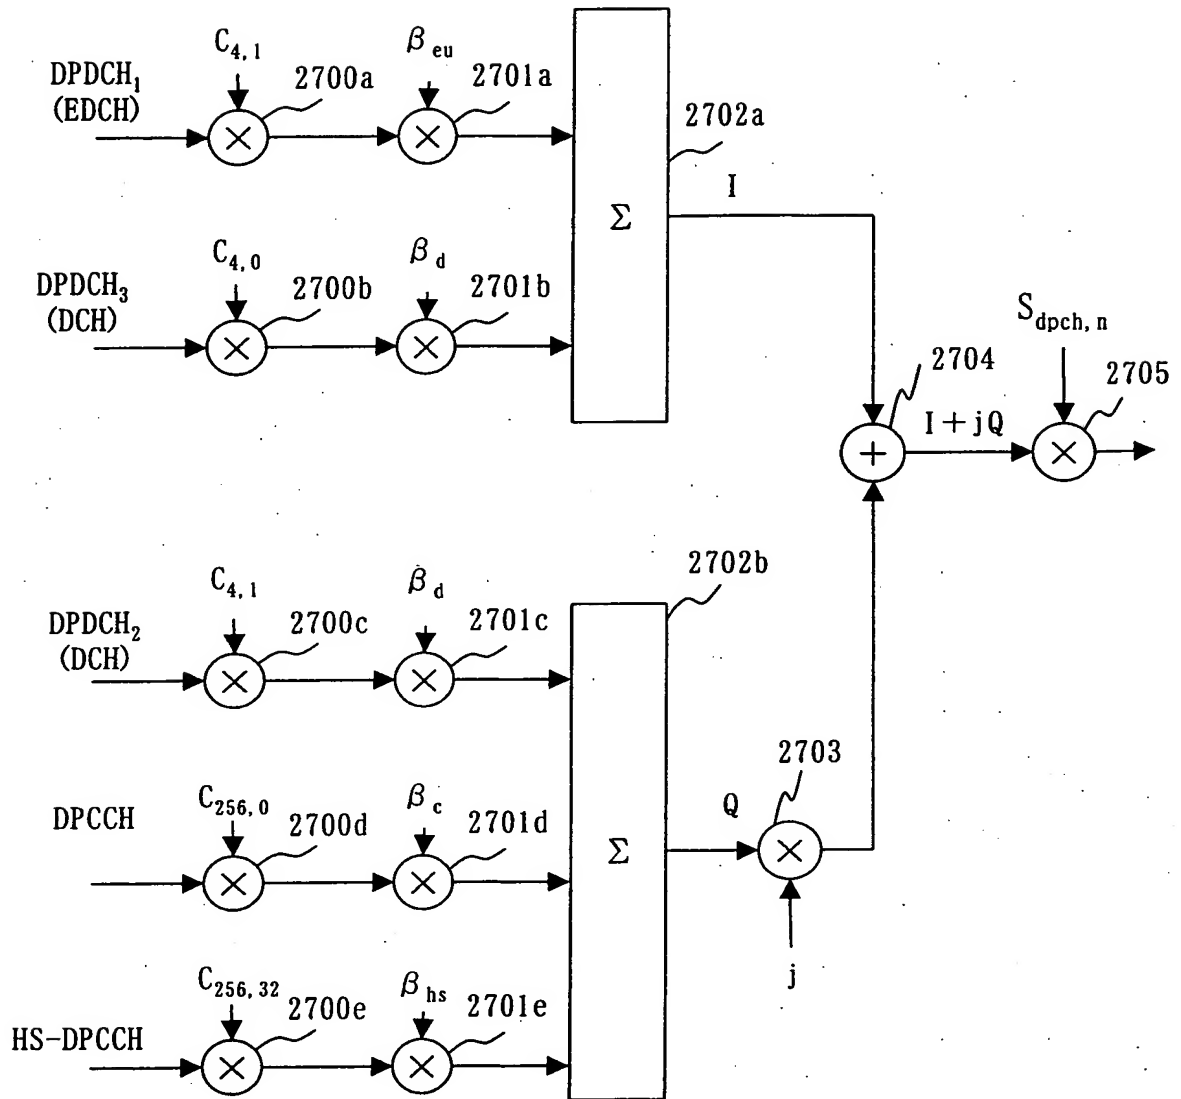 C4,1
βeu
DPDCH1
(EDCH)
2700a
2701a
2702a
×
×
Σ
I
C4,0
βd
DPDCH3
(DCH)
2700b
2701b
×
×
Sdpch,n
2704
2705
I+jQ
+
×
C4,1
βd
2702b
DPDCH2
(DCH)
2700c
2701c
×
×
2703
C256,0
βc
DPCCH
2700d
2701d
Q
×
×
Σ
×
j
C256,32
βhs
HS-DPCCH
2700e
2701e
×
×